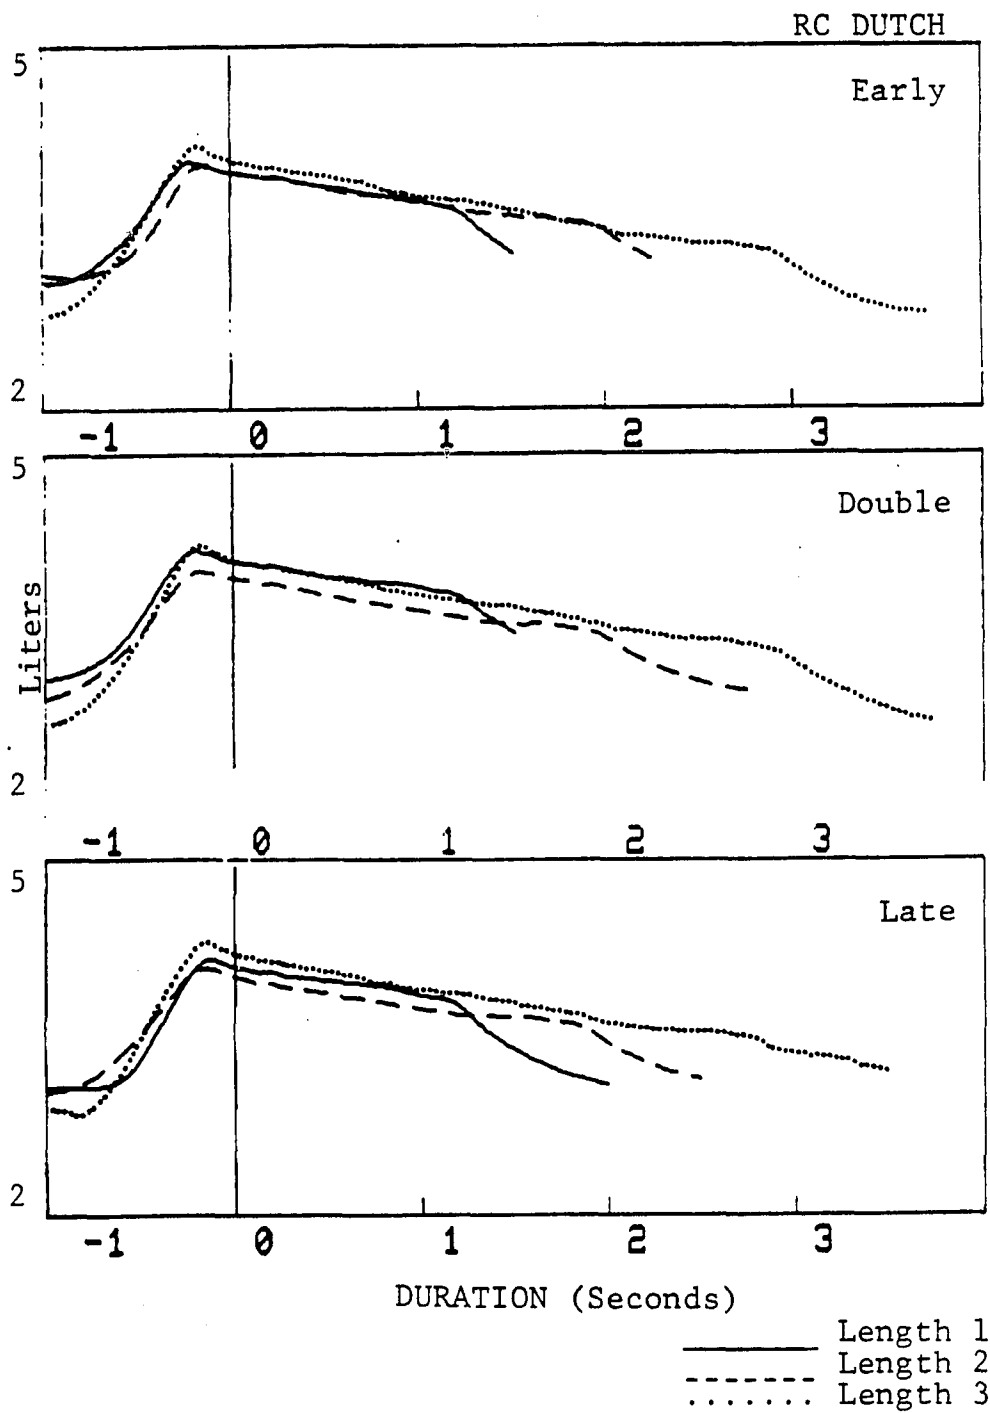 RC DUTCH
5
Early
2
-1 0 1 2 3
5
Double
Liters
2
-1 0 1 2 3
5
Late
2
-1 0 1 2 3
DURATION (Seconds)
Length 1
Length 2
Length 3